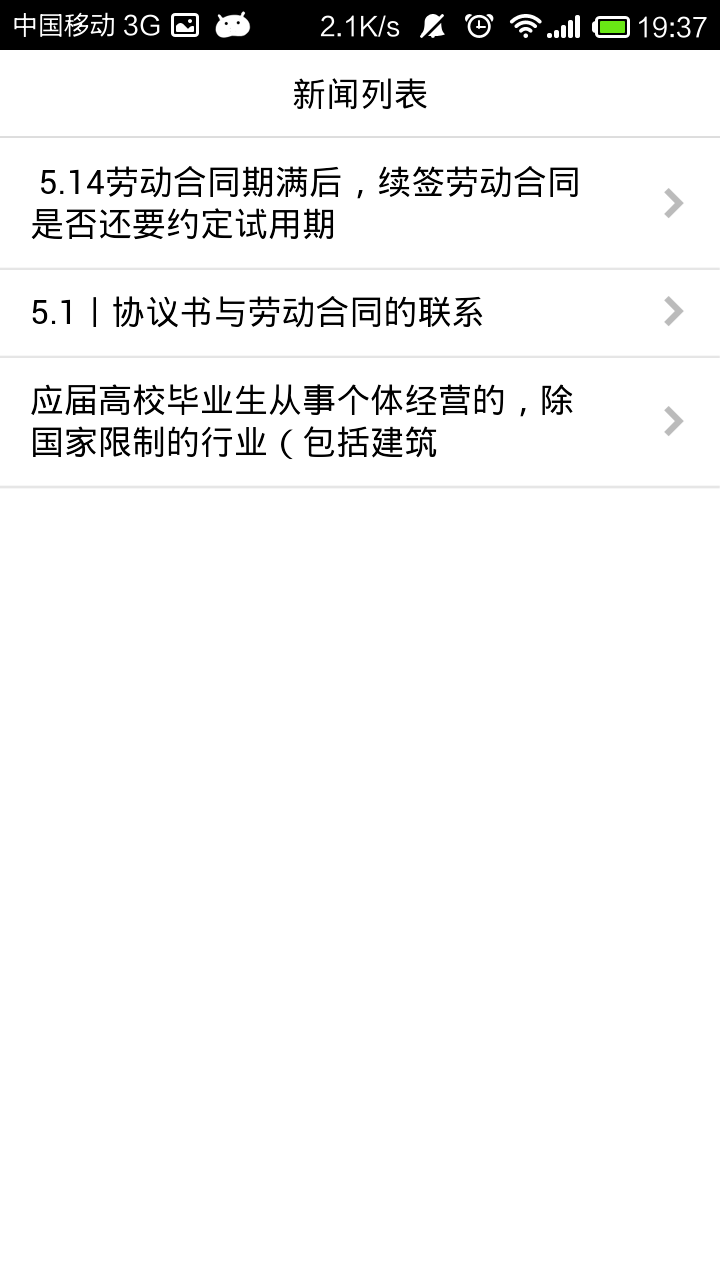 中国移动 3G 2.1K/s 19:37
新闻列表
5.14劳动合同期满后，续签劳动合同
是否还要约定试用期
5.1丨协议书与劳动合同的联系
应届高校毕业生从事个体经营的，除
国家限制的行业（包括建筑